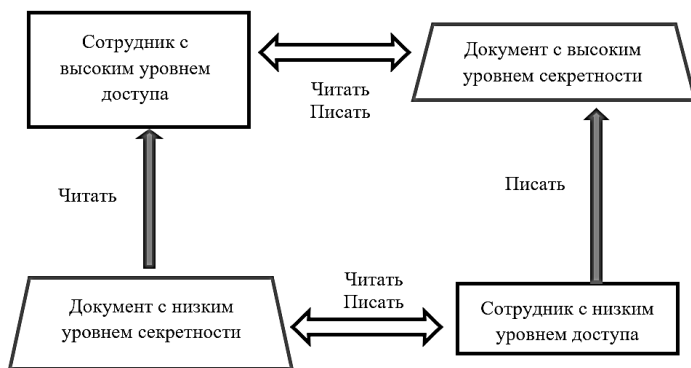 Сотрудник с
высоким уровнем
доступа
Читать
Писать
Документ с высоким
уровнем секретности
Читать
Писать
Документ с низким
уровнем секретности
Читать
Писать
Сотрудник с низким
уровнем доступа